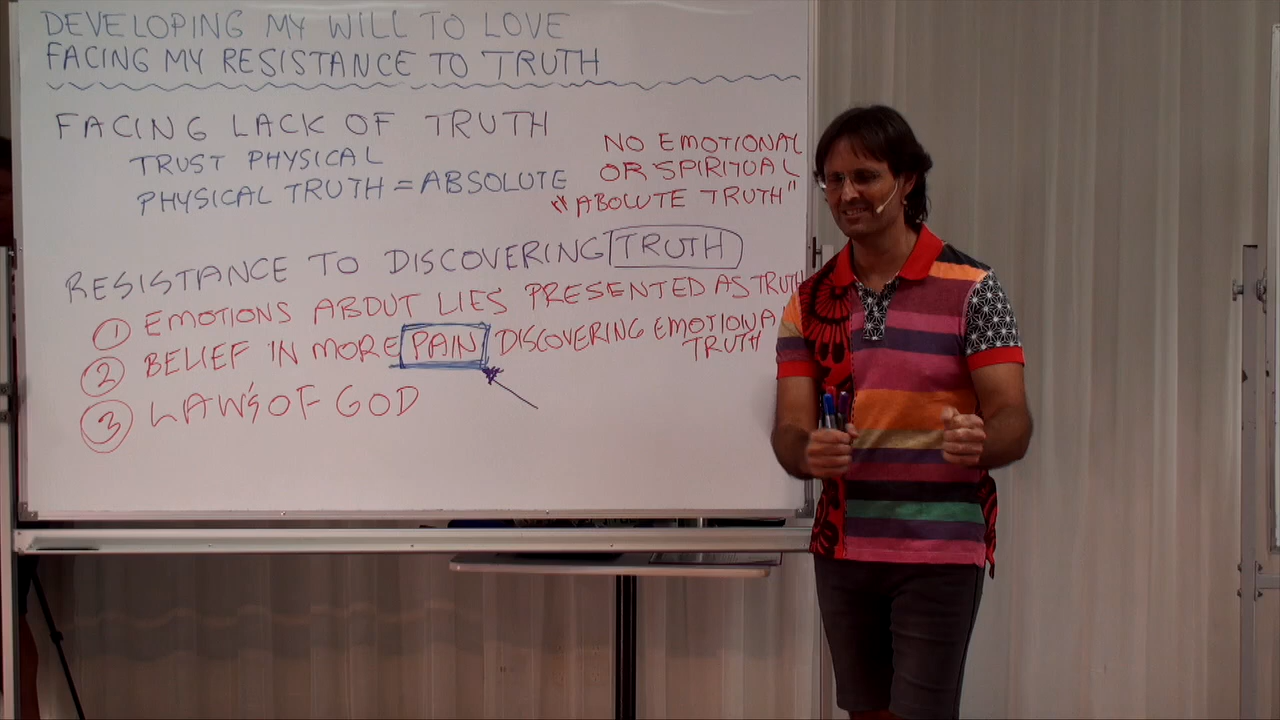 DEVELOPING MY WILL TO LOVE
FACING MY RESISTANCE TO TRUTH
FACING LACK OF TRUTH
TRUST PHYSICAL
PHYSICAL TRUTH = ABSOLUTE
NO EMOTIONAL
OR SPIRITUAL
"ABOLUTE TRUTH"
RESISTANCE TO DISCOVERING TRUTH
① EMOTIONS ABOUT LIES PRESENTED AS TRUTH
② BELIEF IN MORE PAIN DISCOVERING EMOTIONAL
TRUTH
③ LAW'S OF GOD